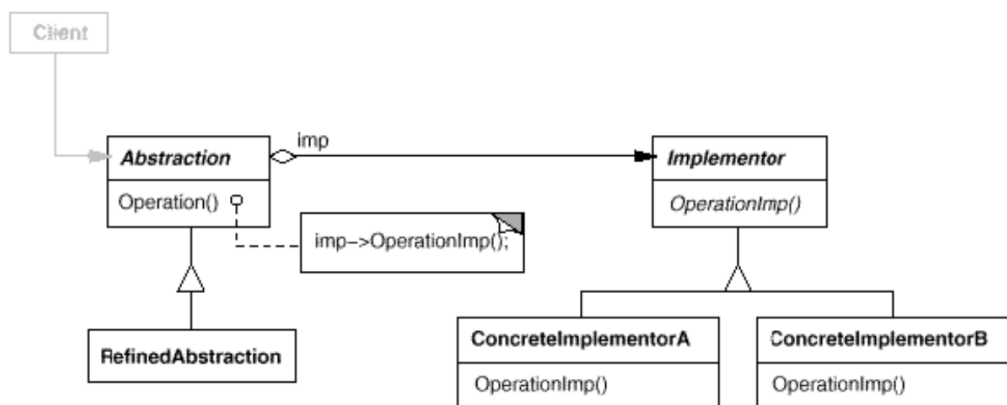 Client
imp
Abstraction
Implementor
Operation()
OperationImp()
imp->OperationImp();
RefinedAbstraction
ConcreteImplementorA
ConcreteImplementorB
OperationImp()
OperationImp()